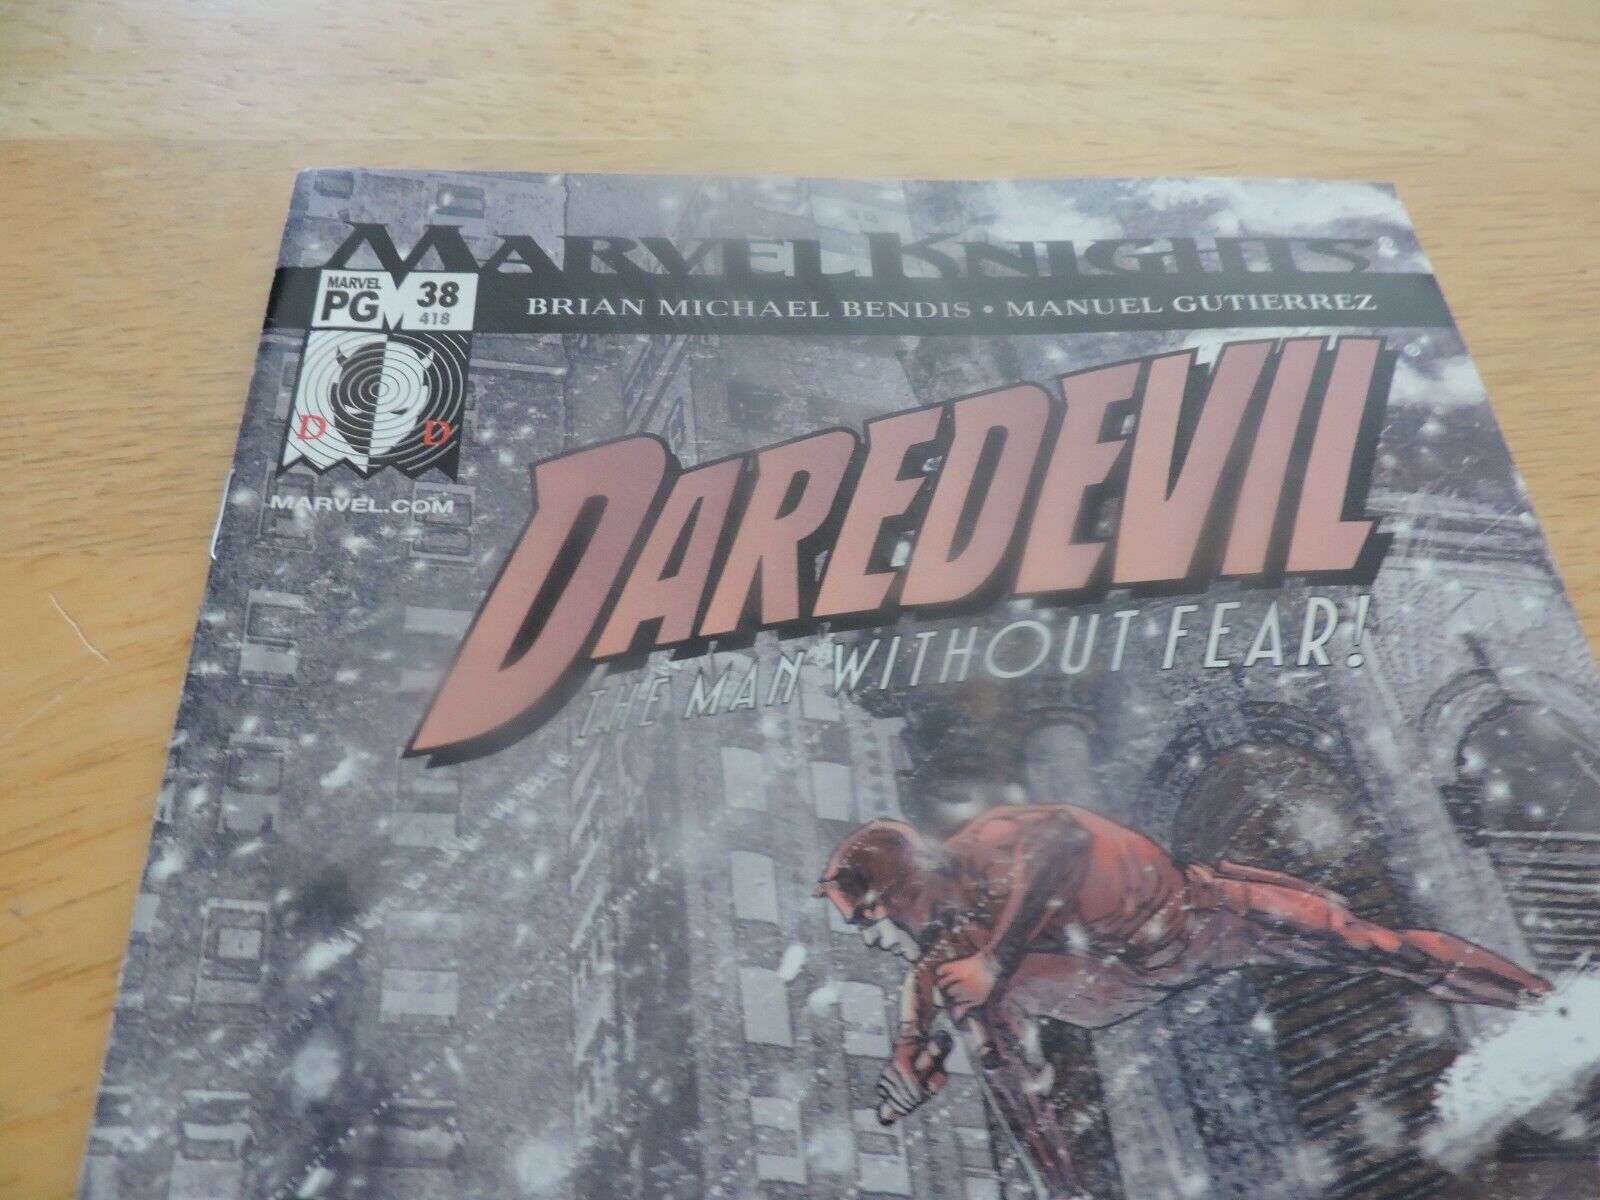 MARVEL KNIGHTS
MARVEL
PG
38
418
BRIAN MICHAEL BENDIS • MANUEL GUTIERREZ
D D
MARVEL.COM
DAREDEVIL
THE MAN WITHOUT FEAR!